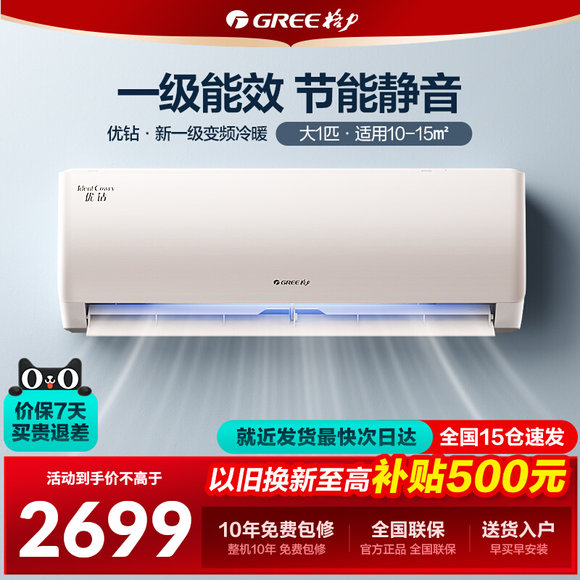 GREE格力
一级能效 节能静音
优钻·新一级变频冷暖 大1匹·适用10-15㎡
优钻
GREE格力
价保7天
买贵退差
就近发货最快次日达 全国15仓速发
活动到手价不高于
以旧换新至高补贴500元
2699
10年免费包修 全国联保 送货入户
整机10年 免费包修 官方正品 全国联保 早买早安装